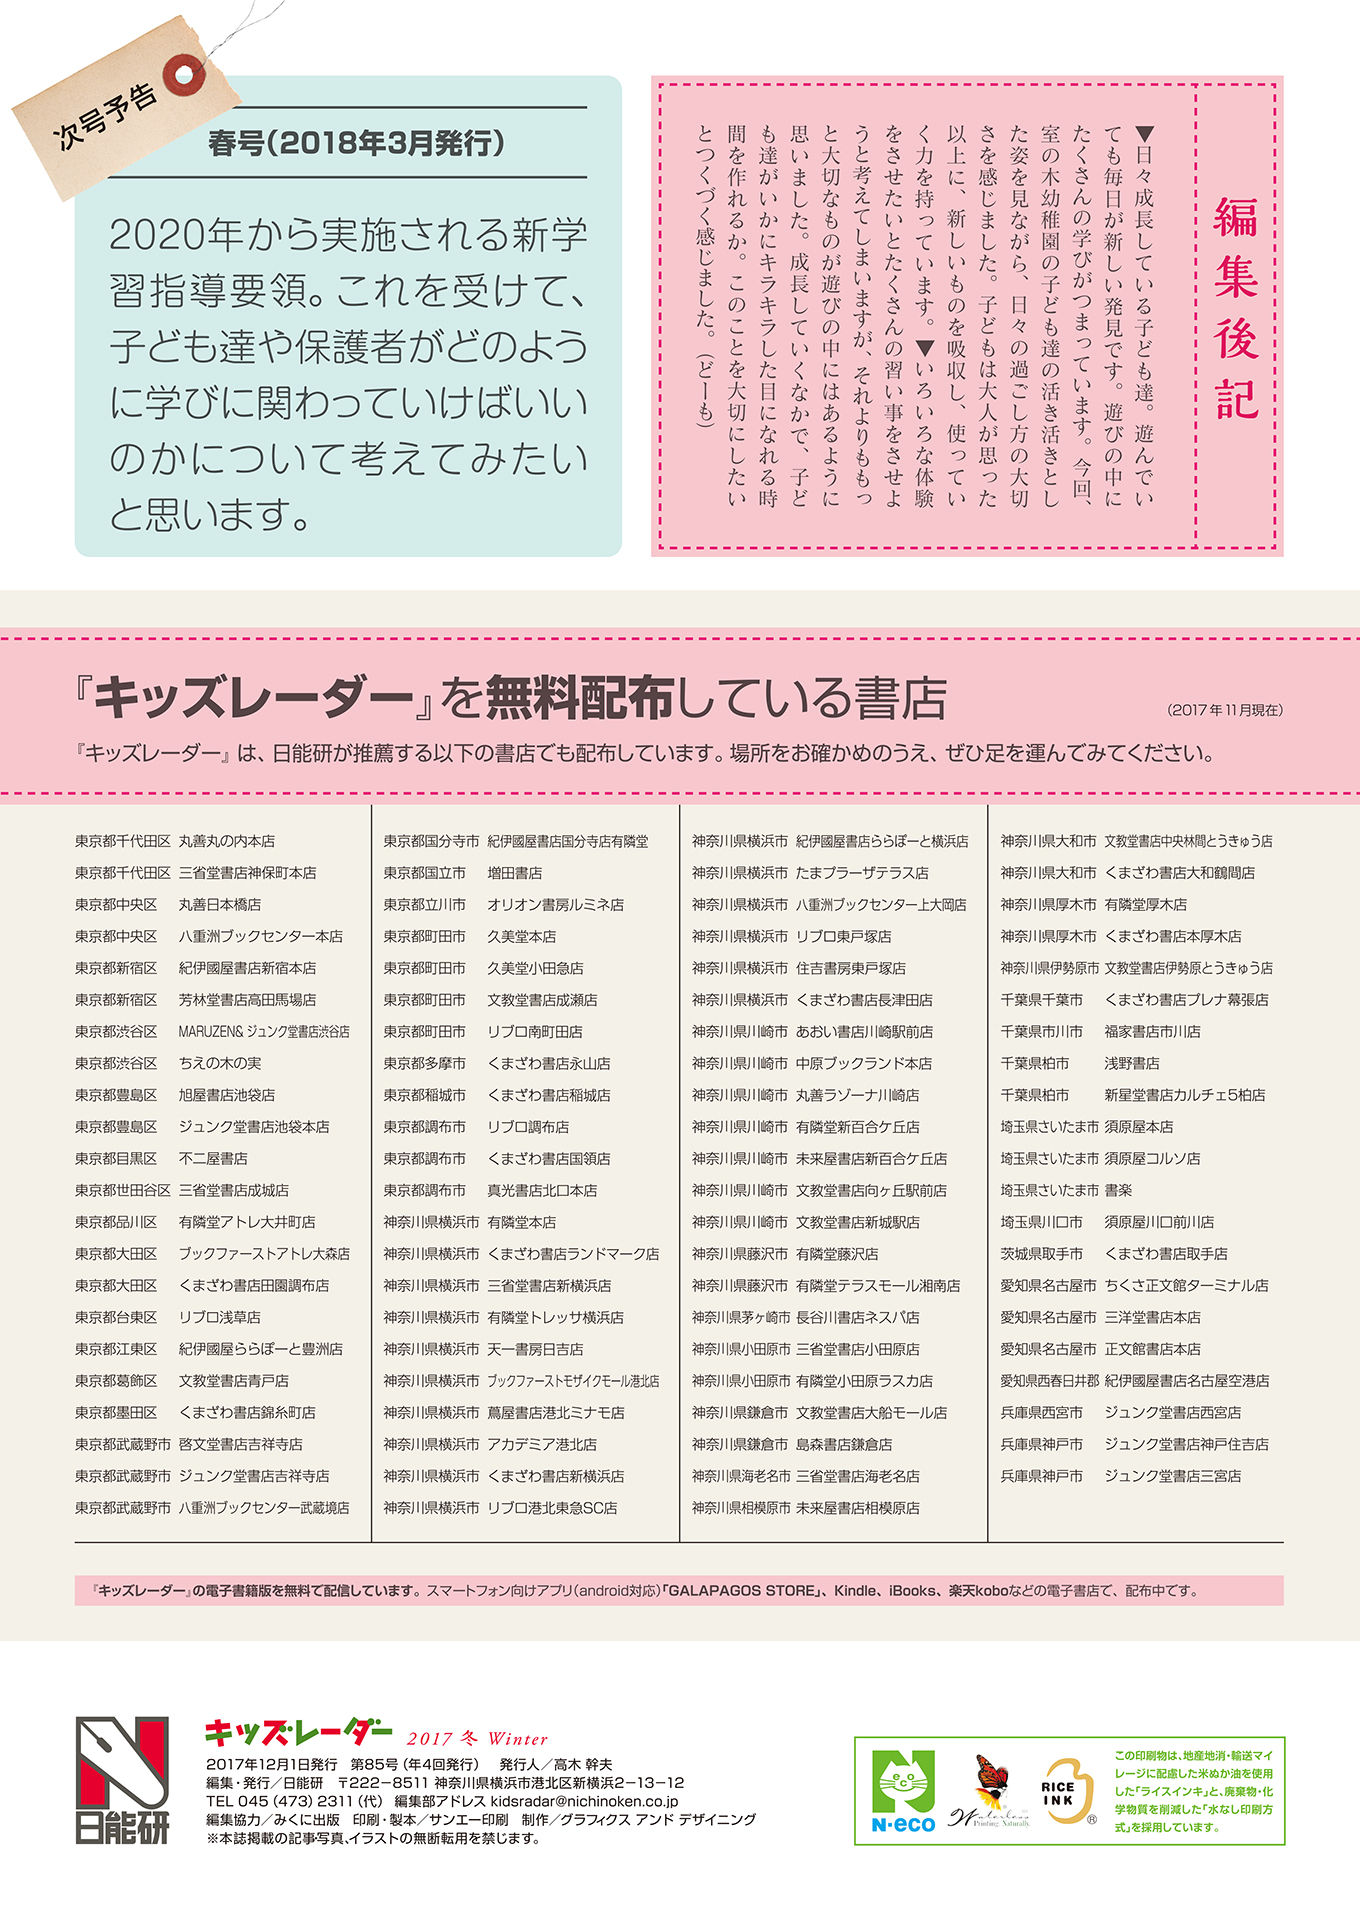 次号予告
春号（2018年3月発行）
2020年から実施される新学
習指導要領。これを受けて、
子ども達や保護者がどのよう
に学びに関わっていけばいい
のかについて考えてみたい
と思います。
編集後記
▼日々成長している子ども達。遊んでい
ても毎日が新しい発見です。遊びの中に
たくさんの学びがつまっています。今回、
室の木幼稚園の子ども達の活き活きとし
た姿を見ながら、日々の過ごし方の大切
さを感じました。子どもは大人が思った
以上に、新しいものを吸収し、使ってい
く力を持っています。▼いろいろな体験
をさせたいとたくさんの習い事をさせよ
うと考えてしまいますが、それよりももっ
と大切なものが遊びの中にはあるように
思いました。成長していくなかで、子ど
も達がいかにキラキラした目になれる時
間を作れるか。このことを大切にしたい
とつくづく感じました。（どーも）
『キッズレーダー』を無料配布している書店
（2017年11月現在）
『キッズレーダー』は、日能研が推薦する以下の書店でも配布しています。場所をお確かめのうえ、ぜひ足を運んでみてください。
東京都千代田区 丸善丸の内本店
東京都千代田区 三省堂書店神保町本店
東京都中央区 丸善日本橋店
東京都中央区 八重洲ブックセンター本店
東京都新宿区 紀伊國屋書店新宿本店
東京都新宿区 芳林堂書店高田馬場店
東京都渋谷区 MARUZEN& ジュンク堂書店渋谷店
東京都渋谷区 ちえの木の実
東京都豊島区 旭屋書店池袋店
東京都豊島区 ジュンク堂書店池袋本店
東京都目黒区 不二屋書店
東京都世田谷区 三省堂書店成城店
東京都品川区 有隣堂アトレ大井町店
東京都大田区 ブックファーストアトレ大森店
東京都大田区 くまざわ書店田園調布店
東京都台東区 リブロ浅草店
東京都江東区 紀伊國屋ららぽーと豊洲店
東京都葛飾区 文教堂書店青戸店
東京都墨田区 くまざわ書店錦糸町店
東京都武蔵野市 啓文堂書店吉祥寺店
東京都武蔵野市 ジュンク堂書店吉祥寺店
東京都武蔵野市 八重洲ブックセンター武蔵境店
東京都国分寺市 紀伊國屋書店国分寺店有隣堂
東京都国立市 増田書店
東京都立川市 オリオン書房ルミネ店
東京都町田市 久美堂本店
東京都町田市 久美堂小田急店
東京都町田市 文教堂書店成瀬店
東京都町田市 リブロ南町田店
東京都多摩市 くまざわ書店永山店
東京都稲城市 くまざわ書店稲城店
東京都調布市 リブロ調布店
東京都調布市 くまざわ書店国領店
東京都調布市 真光書店北口本店
神奈川県横浜市 有隣堂本店
神奈川県横浜市 くまざわ書店ランドマーク店
神奈川県横浜市 三省堂書店新横浜店
神奈川県横浜市 有隣堂トレッサ横浜店
神奈川県横浜市 天一書房日吉店
神奈川県横浜市 ブックファーストモザイクモール港北店
神奈川県横浜市 蔦屋書店港北ミナモ店
神奈川県横浜市 アカデミア港北店
神奈川県横浜市 くまざわ書店新横浜店
神奈川県横浜市 リブロ港北東急SC店
神奈川県横浜市 紀伊國屋書店ららぽーと横浜店
神奈川県横浜市 たまプラーザテラス店
神奈川県横浜市 八重洲ブックセンター上大岡店
神奈川県横浜市 リブロ東戸塚店
神奈川県横浜市 住吉書房東戸塚店
神奈川県横浜市 くまざわ書店長津田店
神奈川県川崎市 あおい書店川崎駅前店
神奈川県川崎市 中原ブックランド本店
神奈川県川崎市 丸善ラゾーナ川崎店
神奈川県川崎市 有隣堂新百合ケ丘店
神奈川県川崎市 未来屋書店新百合ケ丘店
神奈川県川崎市 文教堂書店向ヶ丘駅前店
神奈川県川崎市 文教堂書店新城駅店
神奈川県藤沢市 有隣堂藤沢店
神奈川県藤沢市 有隣堂テラスモール湘南店
神奈川県茅ヶ崎市 長谷川書店ネスパ店
神奈川県小田原市 三省堂書店小田原店
神奈川県小田原市 有隣堂小田原ラスカ店
神奈川県鎌倉市 文教堂書店大船モール店
神奈川県鎌倉市 島森書店鎌倉店
神奈川県海老名市 三省堂書店海老名店
神奈川県相模原市 未来屋書店相模原店
神奈川県大和市 文教堂書店中央林間とうきゅう店
神奈川県大和市 くまざわ書店大和鶴間店
神奈川県厚木市 有隣堂厚木店
神奈川県厚木市 くまざわ書店本厚木店
神奈川県伊勢原市 文教堂書店伊勢原とうきゅう店
千葉県千葉市 くまざわ書店プレナ幕張店
千葉県市川市 福家書店市川店
千葉県柏市 浅野書店
千葉県柏市 新星堂書店カルチェ5柏店
埼玉県さいたま市 須原屋本店
埼玉県さいたま市 須原屋コルソ店
埼玉県さいたま市 書楽
埼玉県川口市 須原屋川口前川店
茨城県取手市 くまざわ書店取手店
愛知県名古屋市 ちくさ正文館ターミナル店
愛知県名古屋市 三洋堂書店本店
愛知県名古屋市 正文館書店本店
愛知県西春日井郡 紀伊國屋書店名古屋空港店
兵庫県西宮市 ジュンク堂書店西宮店
兵庫県神戸市 ジュンク堂書店神戸住吉店
兵庫県神戸市 ジュンク堂書店三宮店
『キッズレーダー』の電子書籍版を無料で配信しています。スマートフォン向けアプリ（android対応）「GALAPAGOS STORE」、Kindle、iBooks、楽天koboなどの電子書店で、配布中です。
日能研
キッズレーダー 2017 冬 Winter
2017年12月1日発行　第85号（年4回発行）　発行人／高木 幹夫
編集・発行／日能研　〒222−8511 神奈川県横浜市港北区新横浜2−13−12
TEL 045（473）2311（代）　編集部アドレス kidsradar@nichinoken.co.jp
編集協力／みくに出版　印刷・製本／サンエー印刷　制作／グラフィクス アンド デザイニング
※本誌掲載の記事・写真、イラストの無断転用を禁じます。
N・eco
Waterless
Printing Naturally.
RICE
INK
®
この印刷物は、地産地消・輸送マイ
レージに配慮した米ぬか油を使用
した「ライスインキ」と、廃棄物・化
学物質を削減した「水なし印刷方
式」を採用しています。